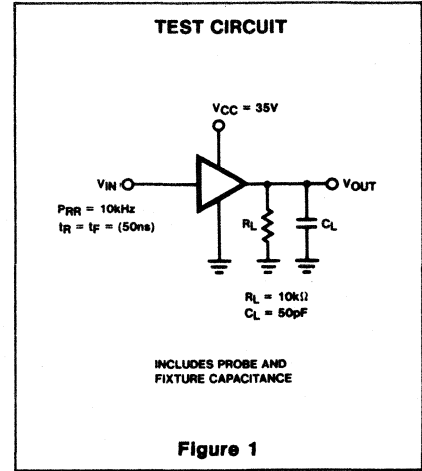 TEST CIRCUIT
VCC = 35V
VIN
VOUT
PRR = 10kHz
tR = tF = (50ns)
RL
CL
RL = 10kΩ
CL = 50pF
INCLUDES PROBE AND
FIXTURE CAPACITANCE
Figure 1